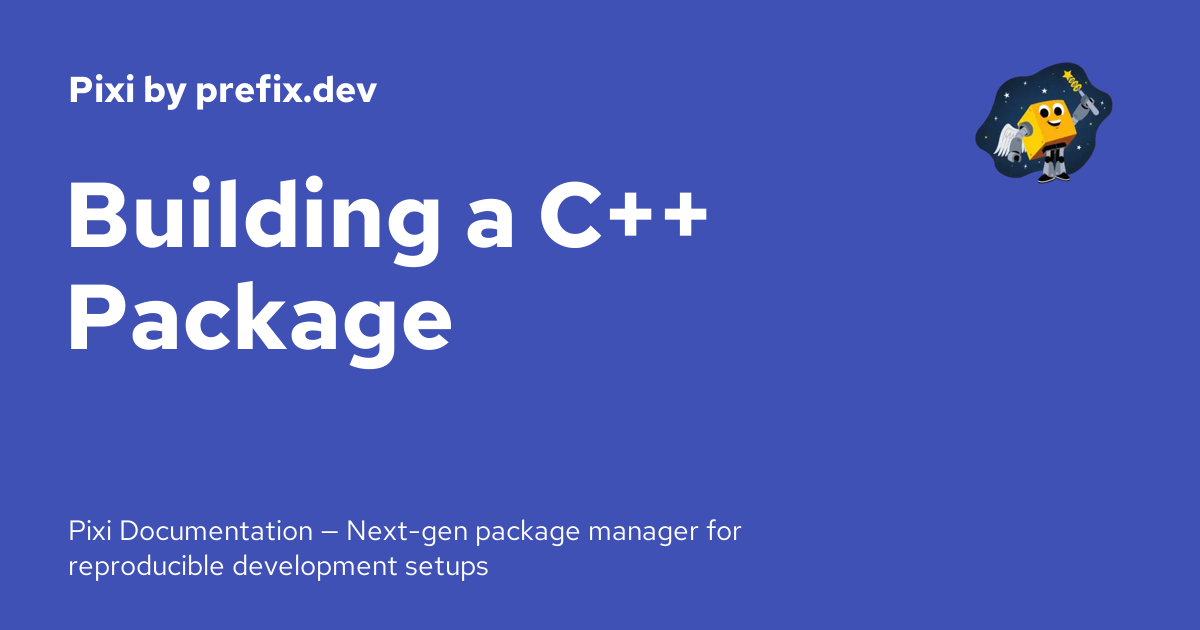 Pixi by prefix.dev
Building a C++
Package
Pixi Documentation — Next-gen package manager for
reproducible development setups